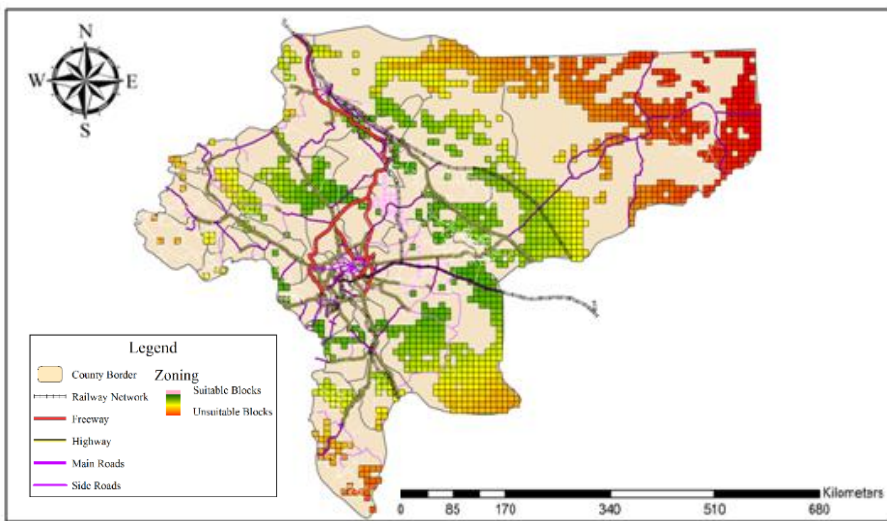 N
W E
S
Legend
County Border
Zoning
Railway Network
Suitable Blocks
Freeway
Unsuitable Blocks
Highway
Main Roads
Side Roads
Kilometers
0 85 170 340 510 680